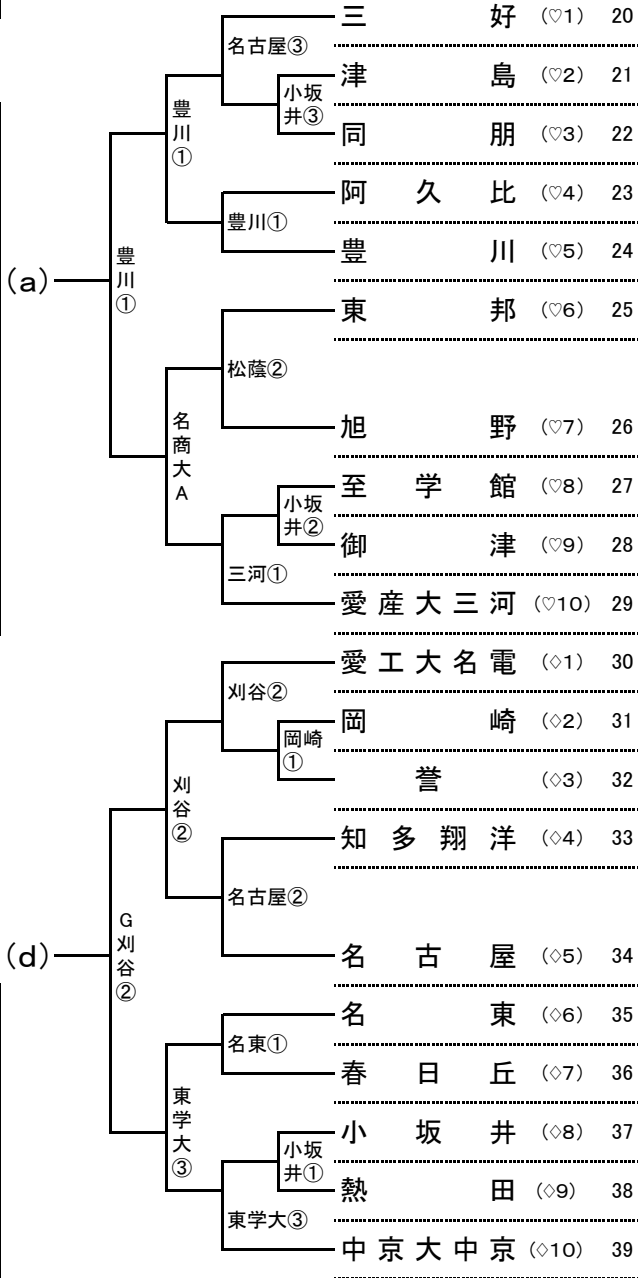 三好 (♡1) 20
名古屋③
津島 (♡2) 21
小坂井③
同朋 (♡3) 22
豊川①
阿久比 (♡4) 23
豊川①
豊川 (♡5) 24
(a)
豊川①
東邦 (♡6) 25
松蔭②
旭野 (♡7) 26
名商大A
至学館 (♡8) 27
小坂井②
御津 (♡9) 28
三河①
愛産大三河 (♡10) 29
愛工大名電 (◇1) 30
刈谷②
岡崎 (◇2) 31
岡崎①
誉 (◇3) 32
刈谷②
知多翔洋 (◇4) 33
名古屋②
(d)
G刈谷②
名古屋 (◇5) 34
名東 (◇6) 35
名東①
春日丘 (◇7) 36
東学大③
小坂井 (◇8) 37
小坂井①
熱田 (◇9) 38
東学大③
中京大中京 (◇10) 39